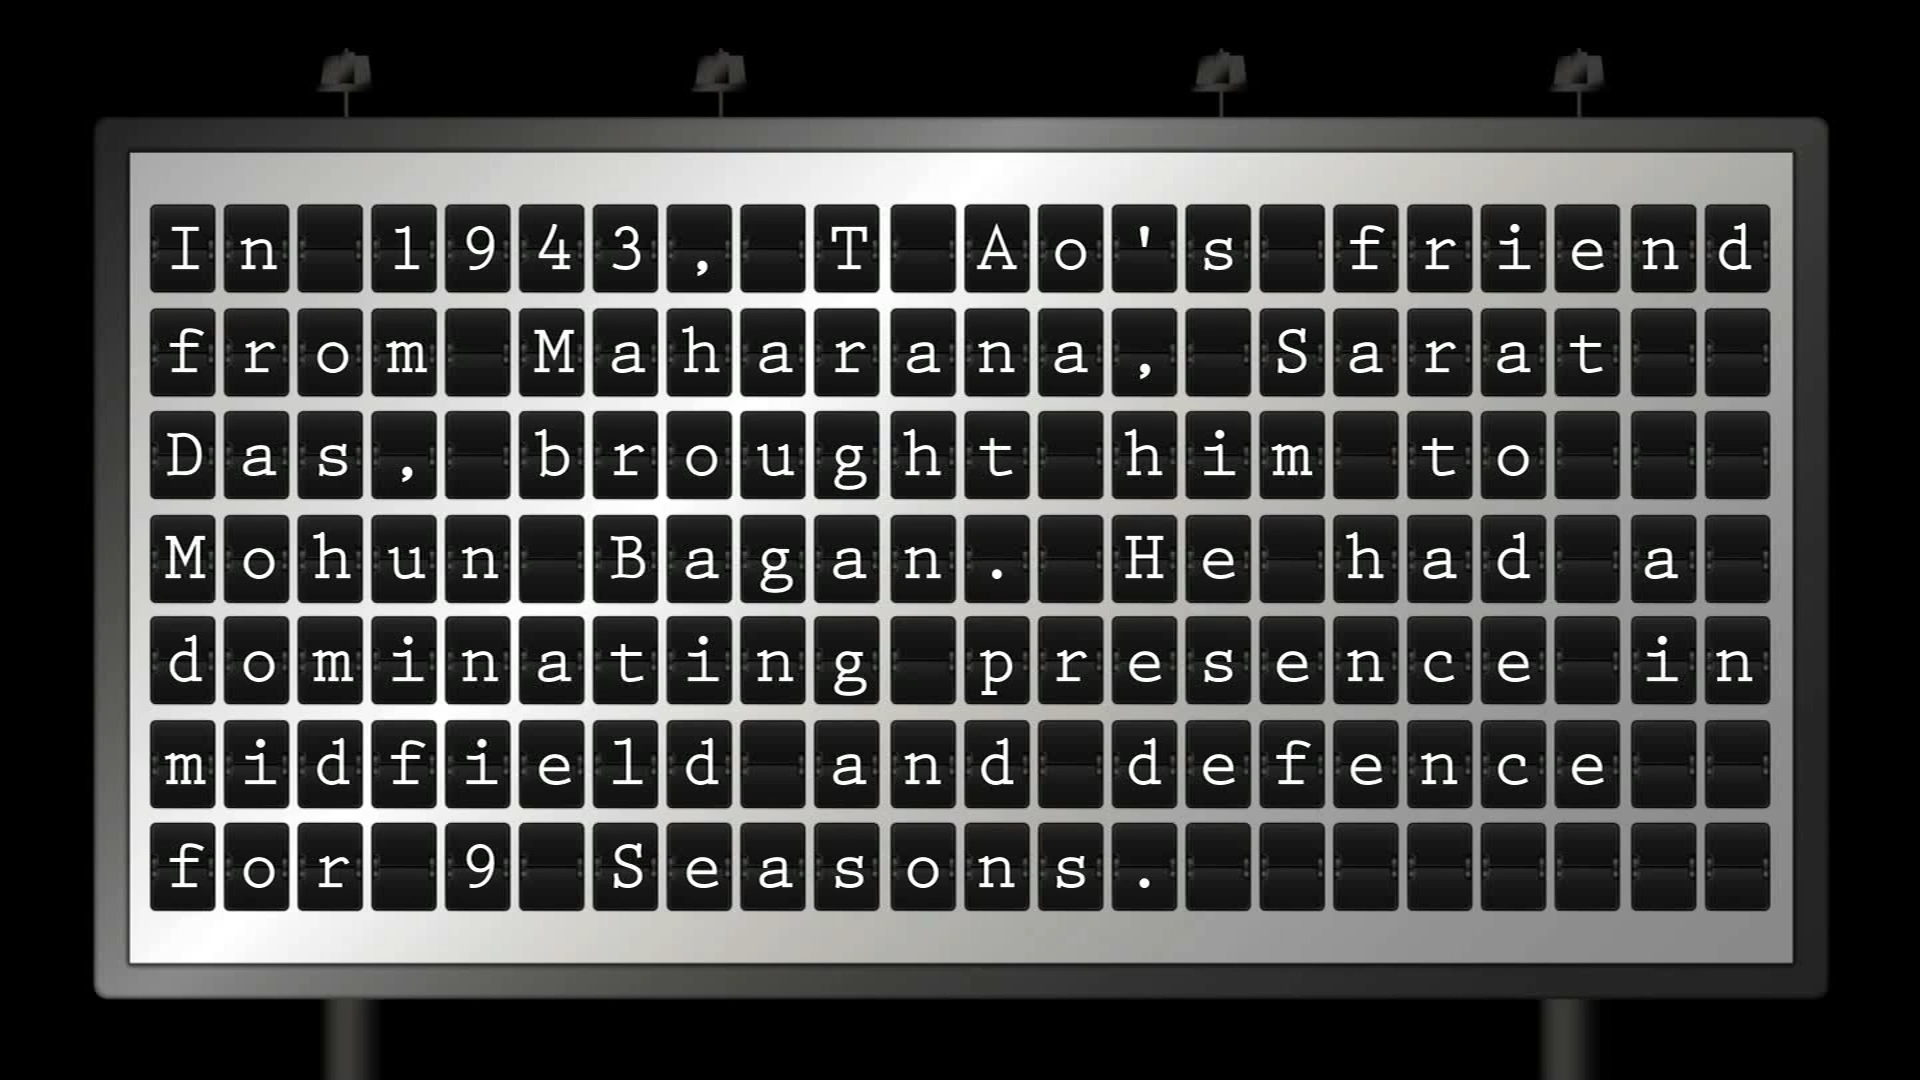 In 1943, T Ao's friend
from Maharana, Sarat
Das, brought him to
Mohun Bagan. He had a
dominating presence in
midfield and defence
for 9 Seasons.